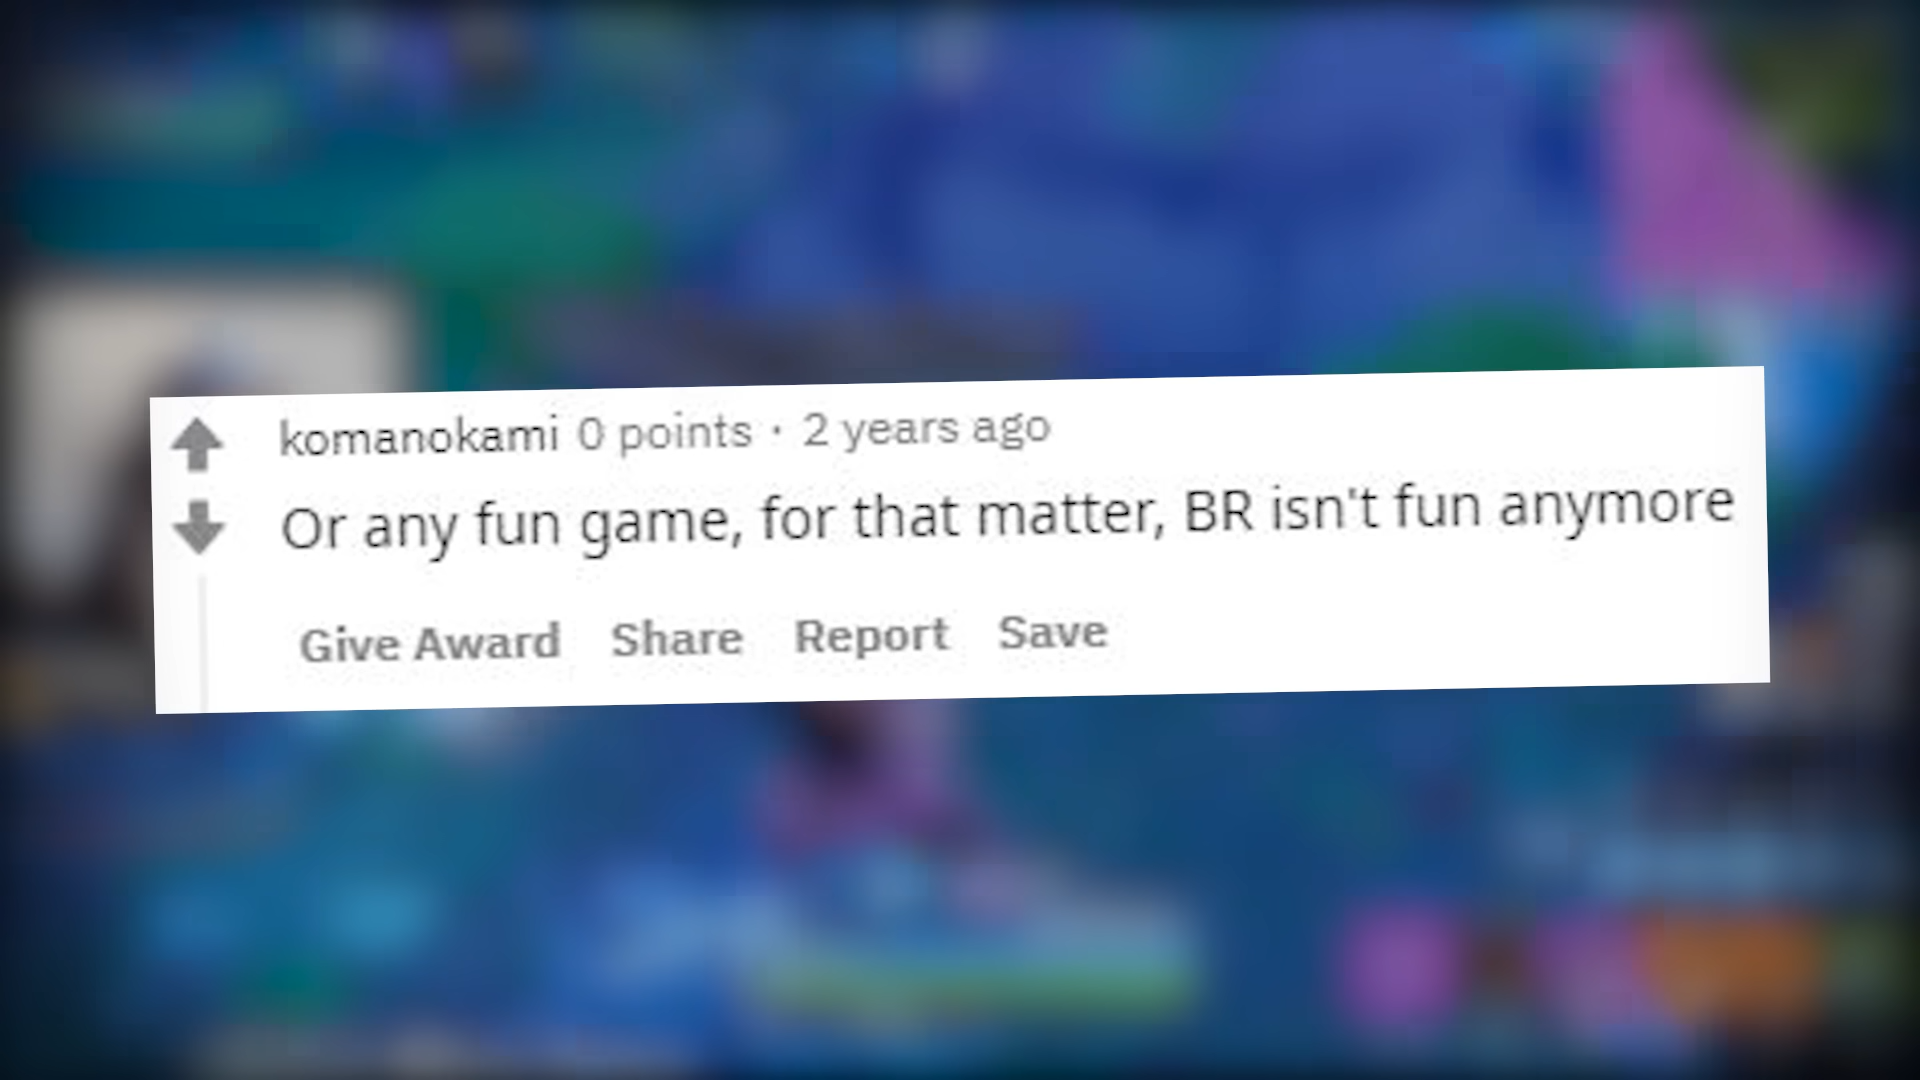 komanokami 0 points · 2 years ago
Or any fun game, for that matter, BR isn't fun anymore
Give Award Share Report Save